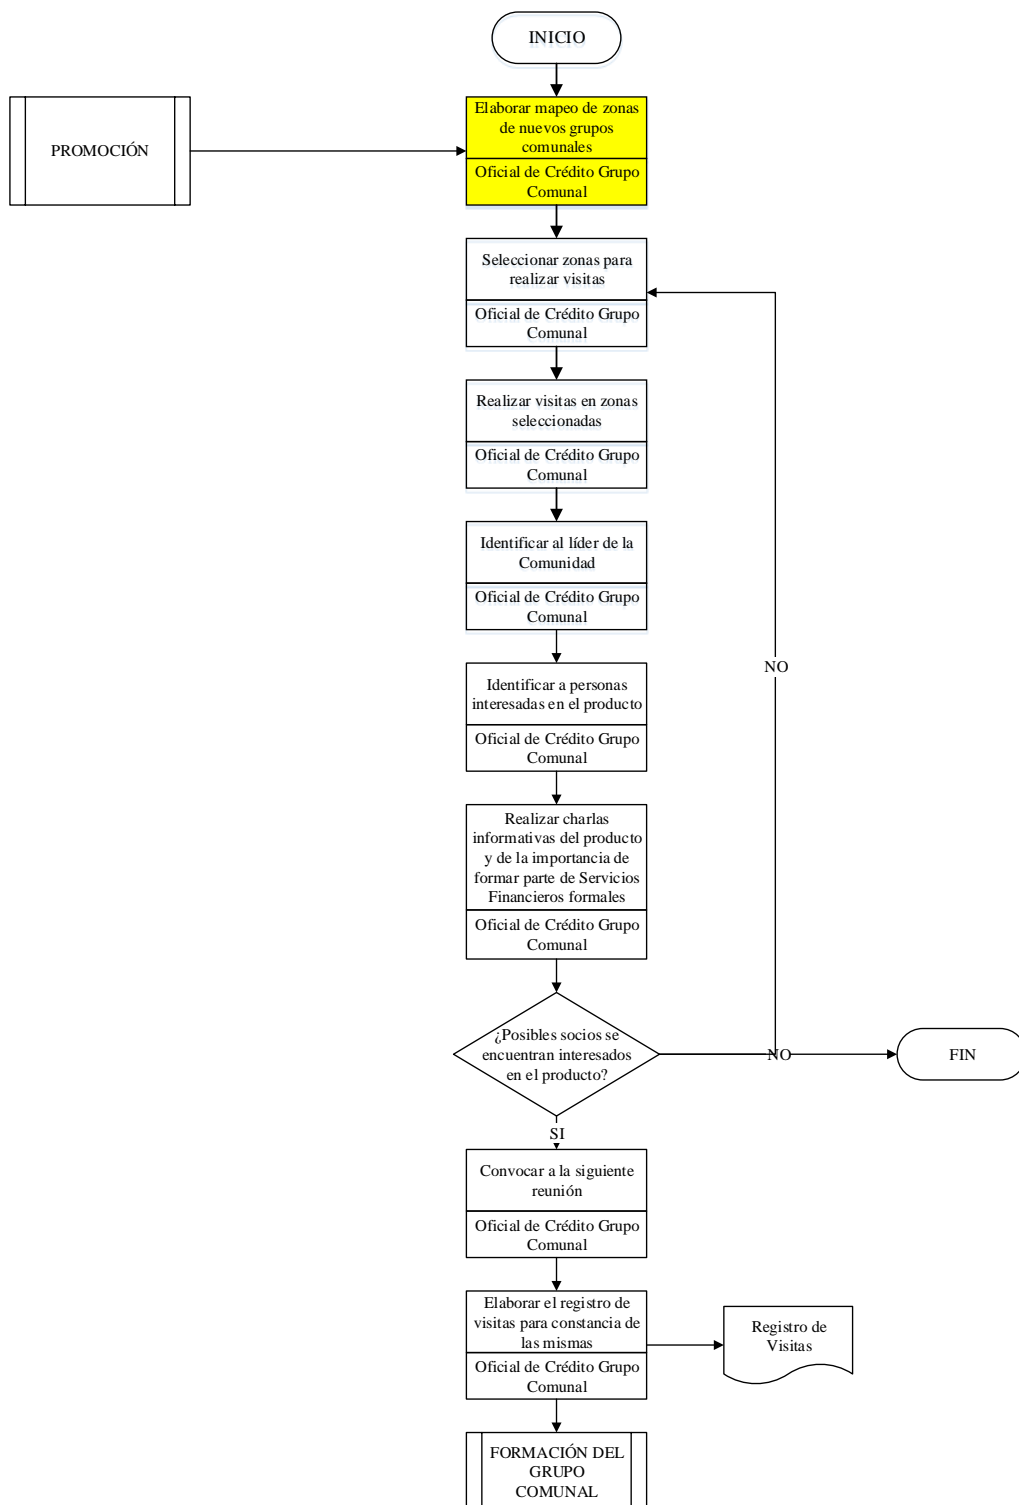 INICIO
PROMOCIÓN
Elaborar mapeo de zonas
de nuevos grupos
comunales
Oficial de Crédito Grupo
Comunal
Seleccionar zonas para
realizar visitas
Oficial de Crédito Grupo
Comunal
Realizar visitas en zonas
seleccionadas
Oficial de Crédito Grupo
Comunal
Identificar al líder de la
Comunidad
Oficial de Crédito Grupo
Comunal
Identificar a personas
interesadas en el producto
Oficial de Crédito Grupo
Comunal
NO
Realizar charlas
informativas del producto
y de la importancia de
formar parte de Servicios
Financieros formales
Oficial de Crédito Grupo
Comunal
¿Posibles socios se
encuentran interesados
en el producto?
NO
FIN
SI
Convocar a la siguiente
reunión
Oficial de Crédito Grupo
Comunal
Elaborar el registro de
visitas para constancia de
las mismas
Oficial de Crédito Grupo
Comunal
Registro de
Visitas
FORMACIÓN DEL
GRUPO
COMUNAL